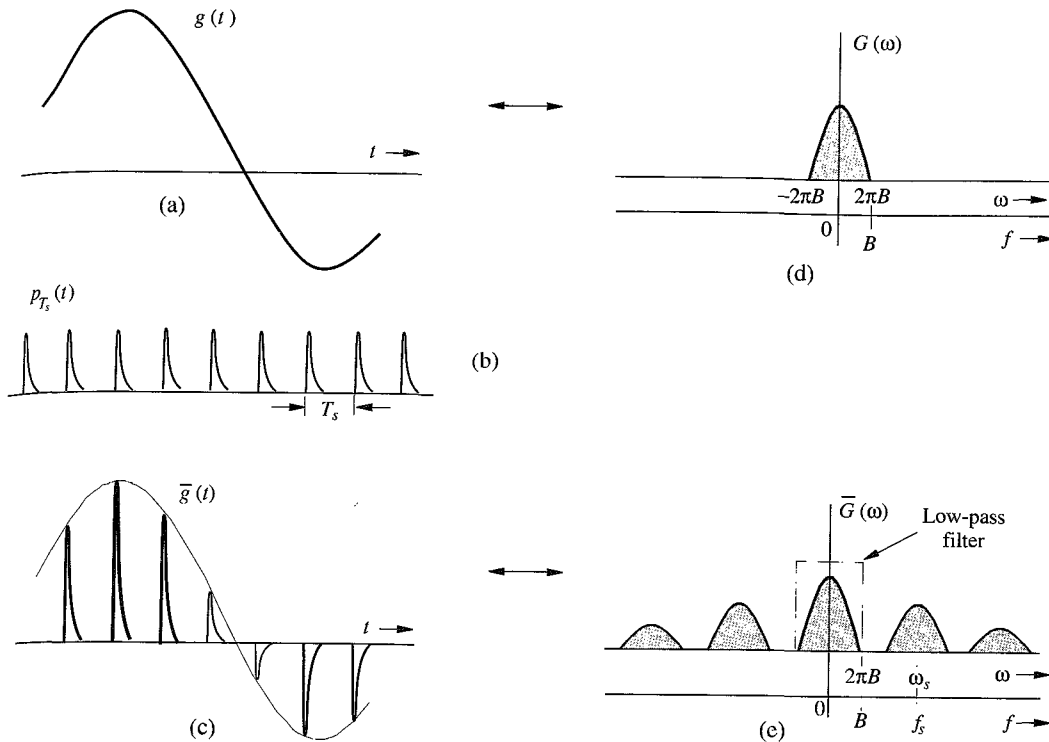 g(t)
t
(a)
G(ω)
−2πB
2πB
ω
0
B
f
(d)
p_{T_s}(t)
T_s
(b)
g̅(t)
t
(c)
G̅(ω)
Low-pass
filter
2πB
ω_s
ω
0
B
f_s
f
(e)